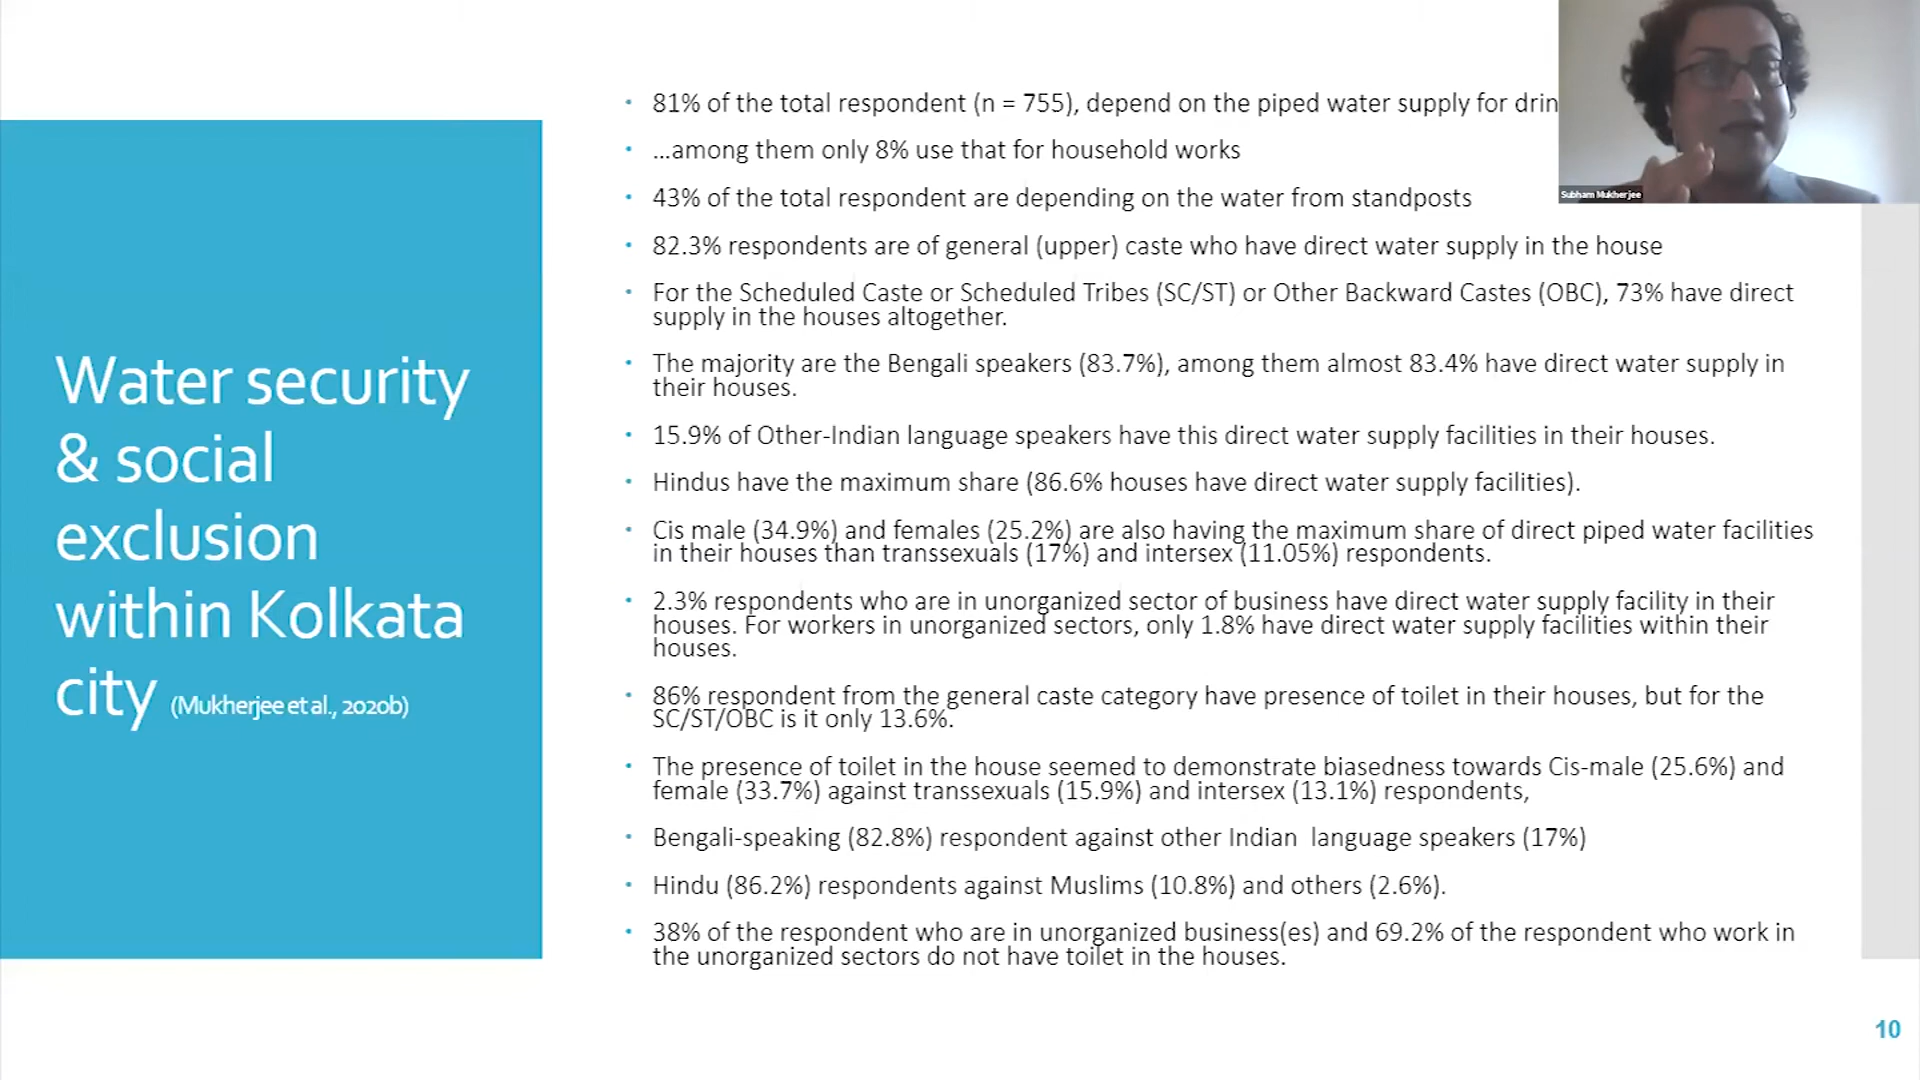 Water security
& social
exclusion
within Kolkata
city (Mukherjee et al., 2020b)
• 81% of the total respondent (n = 755), depend on the piped water supply for drin
• ...among them only 8% use that for household works
• 43% of the total respondent are depending on the water from standposts
• 82.3% respondents are of general (upper) caste who have direct water supply in the house
• For the Scheduled Caste or Scheduled Tribes (SC/ST) or Other Backward Castes (OBC), 73% have direct
supply in the houses altogether.
• The majority are the Bengali speakers (83.7%), among them almost 83.4% have direct water supply in
their houses.
• 15.9% of Other-Indian language speakers have this direct water supply facilities in their houses.
• Hindus have the maximum share (86.6% houses have direct water supply facilities).
• Cis male (34.9%) and females (25.2%) are also having the maximum share of direct piped water facilities
in their houses than transsexuals (17%) and intersex (11.05%) respondents.
• 2.3% respondents who are in unorganized sector of business have direct water supply facility in their
houses. For workers in unorganized sectors, only 1.8% have direct water supply facilities within their
houses.
• 86% respondent from the general caste category have presence of toilet in their houses, but for the
SC/ST/OBC is it only 13.6%.
• The presence of toilet in the house seemed to demonstrate biasedness towards Cis-male (25.6%) and
female (33.7%) against transsexuals (15.9%) and intersex (13.1%) respondents,
• Bengali-speaking (82.8%) respondent against other Indian  language speakers (17%)
• Hindu (86.2%) respondents against Muslims (10.8%) and others (2.6%).
• 38% of the respondent who are in unorganized business(es) and 69.2% of the respondent who work in
the unorganized sectors do not have toilet in the houses.
Subham Mukherjee
10